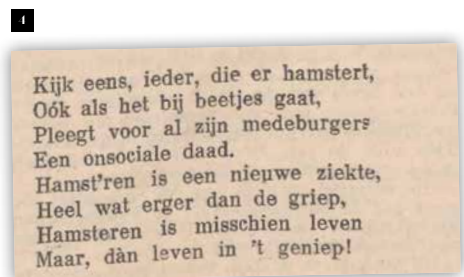 4
Kijk eens, ieder, die er hamstert,
Oók als het bij beetjes gaat,
Pleegt voor al zijn medeburgers
Een onsociale daad.
Hamst'ren is een nieuwe ziekte,
Heel wat erger dan de griep,
Hamsteren is misschien leven
Maar, dàn leven in 't geniep!